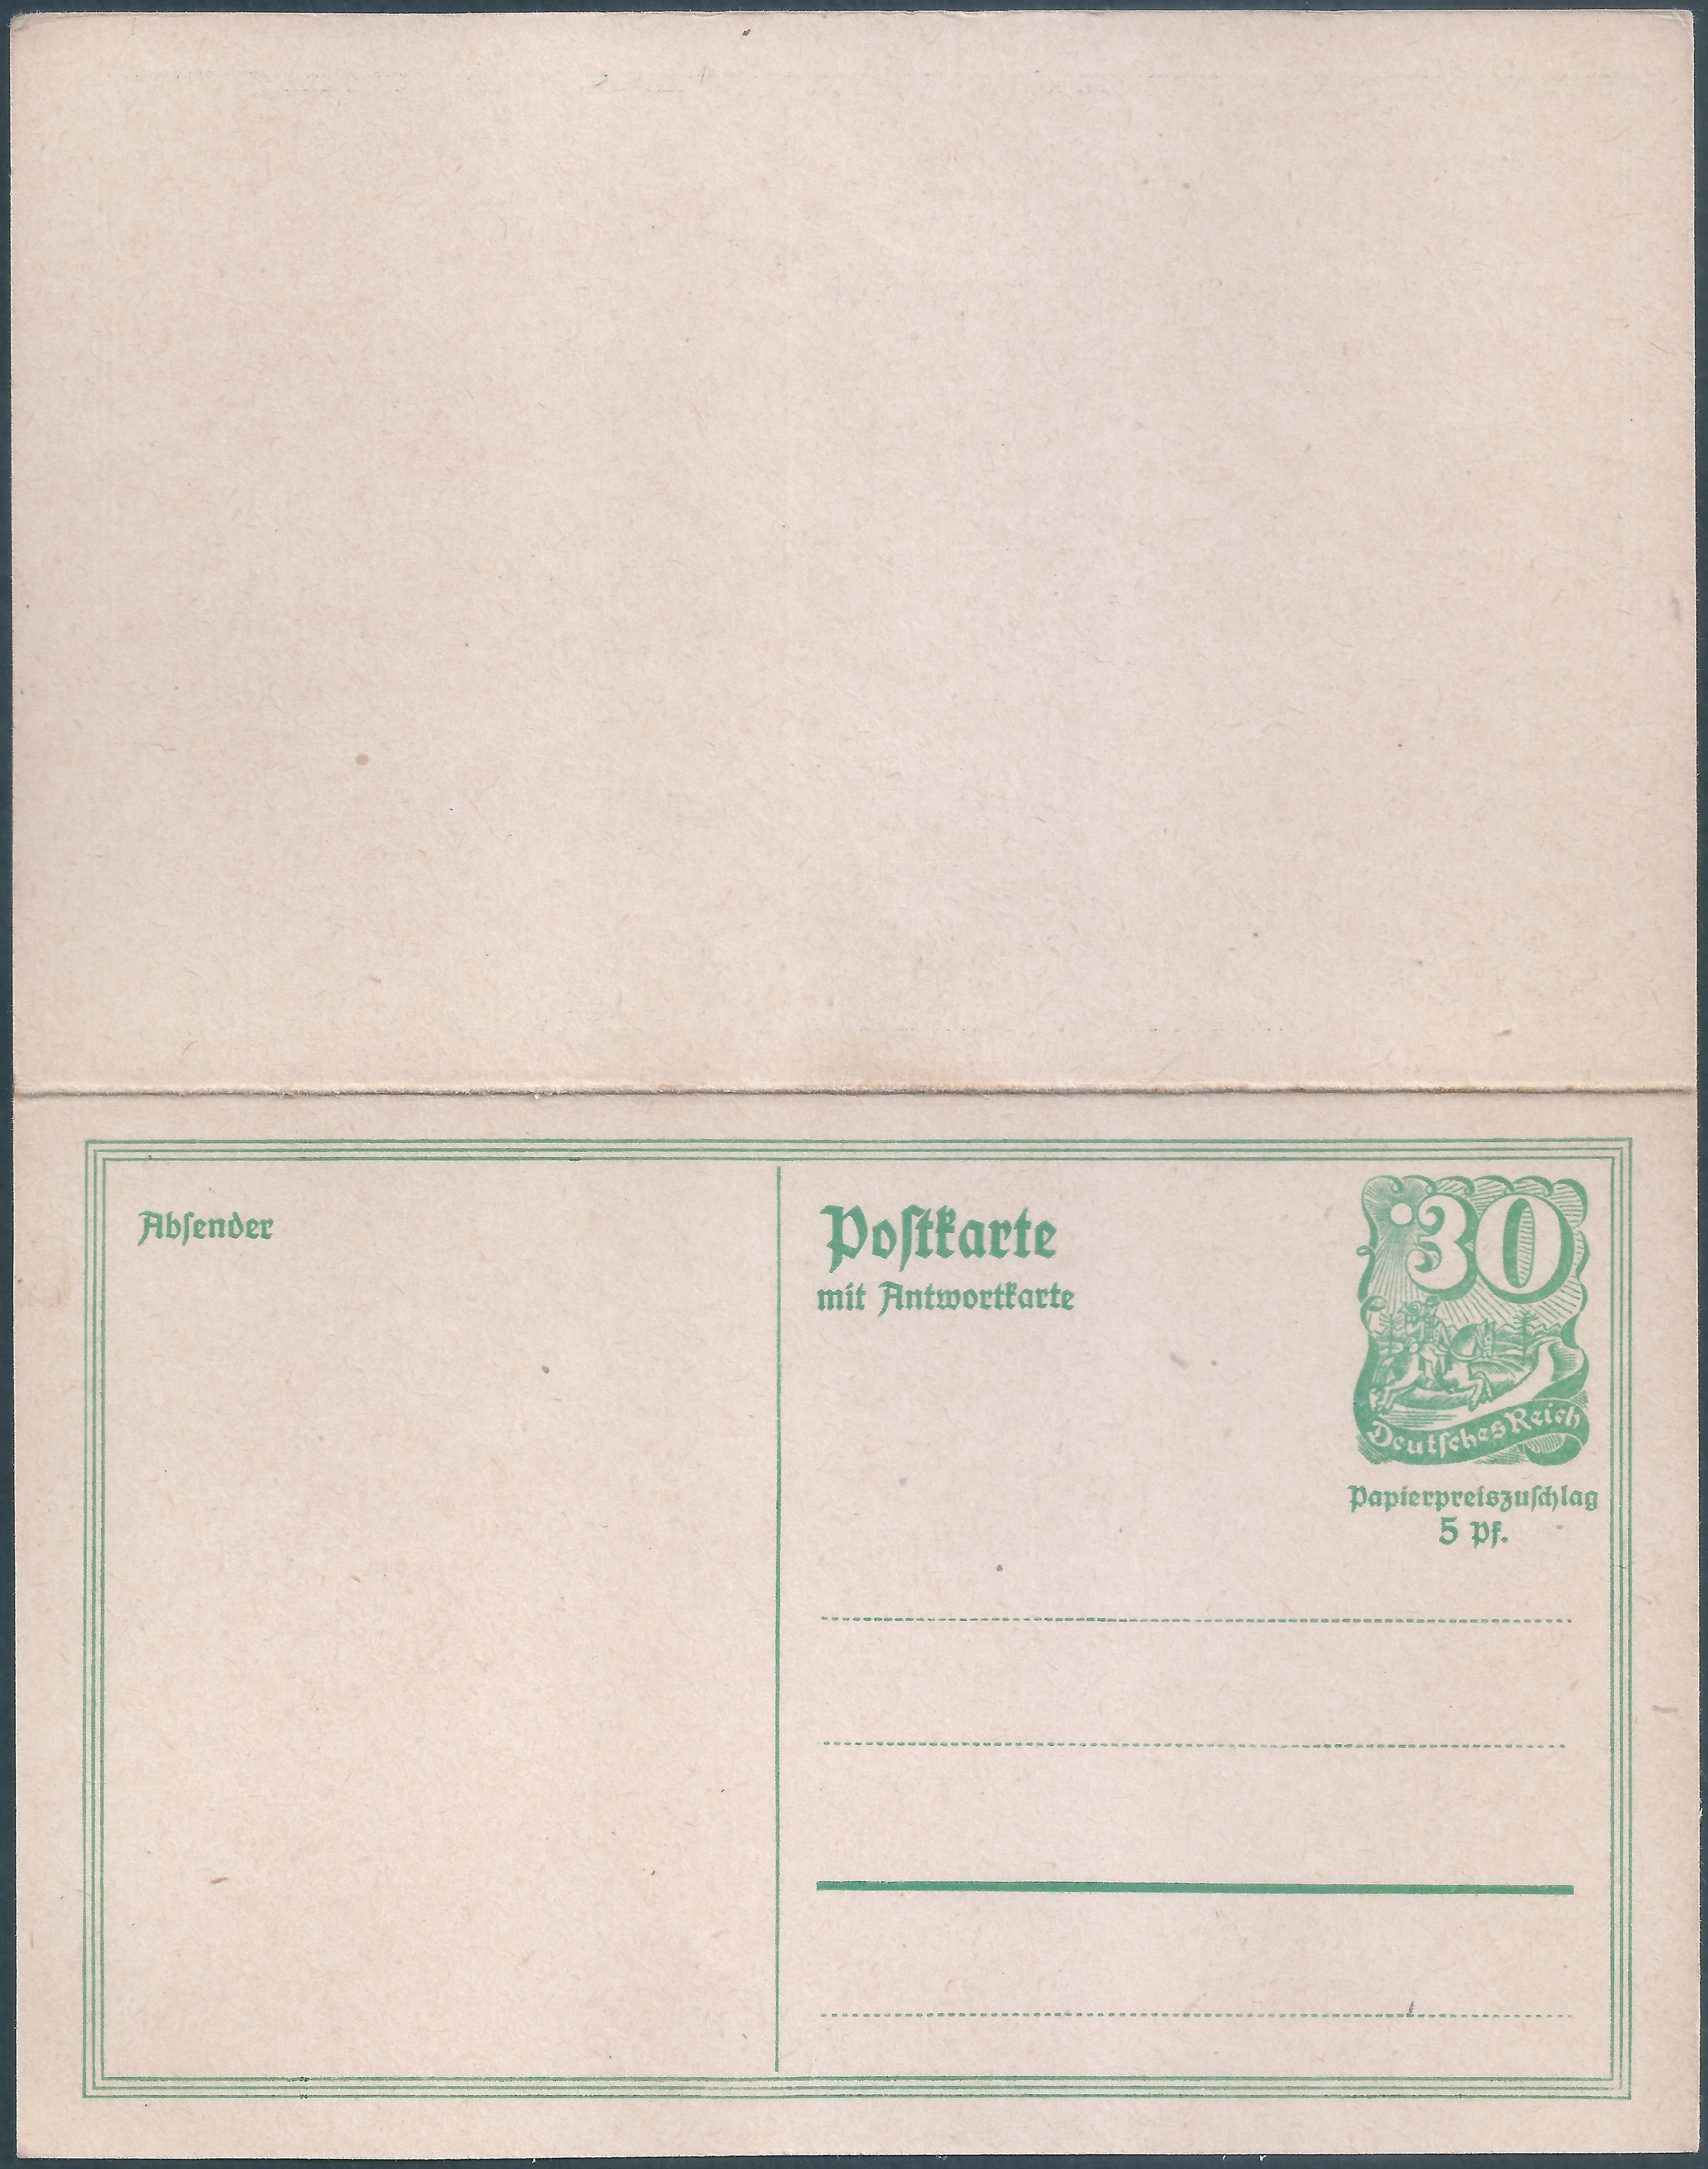 Abſender
Poſtkarte
mit Antwortkarte
30
Deutſches Reich
Papierpreiszuſchlag
5 Pf.